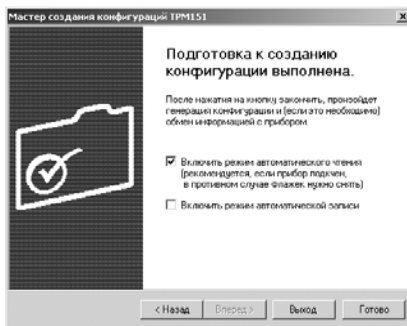 Мастер создания конфигураций ТРМ151
Подготовка к созданию
конфигурации выполнена.
После нажатия на кнопку закончить, произойдет
генерация конфигурации и (если это необходимо)
обмен информацией с прибором.
Включить режим автоматического чтения
(рекомендуется, если прибор подключен,
в противном случае флажек нужно снять)
Включить режим автоматической записи
< Назад
Вперед >
Выход
Готово